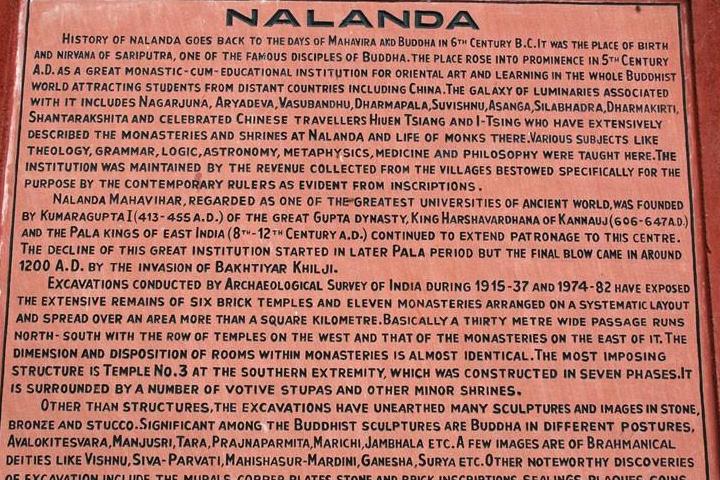 NALANDA
HISTORY OF NALANDA GOES BACK TO THE DAYS OF MAHAVIRA AND BUDDHA IN 6TH CENTURY B.C. IT WAS THE PLACE OF BIRTH
AND NIRVANA OF SARIPUTRA, ONE OF THE FAMOUS DISCIPLES OF BUDDHA. THE PLACE ROSE INTO PROMINENCE IN 5TH CENTURY
A.D. AS A GREAT MONASTIC-CUM-EDUCATIONAL INSTITUTION FOR ORIENTAL ART AND LEARNING IN THE WHOLE BUDDHIST
WORLD ATTRACTING STUDENTS FROM DISTANT COUNTRIES INCLUDING CHINA. THE GALAXY OF LUMINARIES ASSOCIATED
WITH IT INCLUDES NAGARJUNA, ARYADEVA, VASUBANDHU, DHARMAPALA, SUVISHNU, ASANGA, SILABHADRA, DHARMAKIRTI,
SHANTARAKSHITA AND CELEBRATED CHINESE TRAVELLERS HIUEN TSIANG AND I-TSING WHO HAVE EXTENSIVELY
DESCRIBED THE MONASTERIES AND SHRINES AT NALANDA AND LIFE OF MONKS THERE. VARIOUS SUBJECTS LIKE
THEOLOGY, GRAMMAR, LOGIC, ASTRONOMY, METAPHYSICS, MEDICINE AND PHILOSOPHY WERE TAUGHT HERE. THE
INSTITUTION WAS MAINTAINED BY THE REVENUE COLLECTED FROM THE VILLAGES BESTOWED SPECIFICALLY FOR THE
PURPOSE BY THE CONTEMPORARY RULERS AS EVIDENT FROM INSCRIPTIONS.
NALANDA MAHAVIHAR, REGARDED AS ONE OF THE GREATEST UNIVERSITIES OF ANCIENT WORLD, WAS FOUNDED
BY KUMARAGUPTA I (413-455 A.D.) OF THE GREAT GUPTA DYNASTY, KING HARSHAVARDHANA OF KANNAUJ (606-647 A.D.)
AND THE PALA KINGS OF EAST INDIA (8TH-12TH CENTURY A.D.) CONTINUED TO EXTEND PATRONAGE TO THIS CENTRE.
THE DECLINE OF THIS GREAT INSTITUTION STARTED IN LATER PALA PERIOD BUT THE FINAL BLOW CAME IN AROUND
1200 A.D. BY THE INVASION OF BAKHTIYAR KHILJI.
EXCAVATIONS CONDUCTED BY ARCHAEOLOGICAL SURVEY OF INDIA DURING 1915-37 AND 1974-82 HAVE EXPOSED
THE EXTENSIVE REMAINS OF SIX BRICK TEMPLES AND ELEVEN MONASTERIES ARRANGED ON A SYSTEMATIC LAYOUT
AND SPREAD OVER AN AREA MORE THAN A SQUARE KILOMETRE. BASICALLY A THIRTY METRE WIDE PASSAGE RUNS
NORTH-SOUTH WITH THE ROW OF TEMPLES ON THE WEST AND THAT OF THE MONASTERIES ON THE EAST OF IT. THE
DIMENSION AND DISPOSITION OF ROOMS WITHIN MONASTERIES IS ALMOST IDENTICAL. THE MOST IMPOSING
STRUCTURE IS TEMPLE NO. 3 AT THE SOUTHERN EXTREMITY, WHICH WAS CONSTRUCTED IN SEVEN PHASES. IT
IS SURROUNDED BY A NUMBER OF VOTIVE STUPAS AND OTHER MINOR SHRINES.
OTHER THAN STRUCTURES, THE EXCAVATIONS HAVE UNEARTHED MANY SCULPTURES AND IMAGES IN STONE,
BRONZE AND STUCCO. SIGNIFICANT AMONG THE BUDDHIST SCULPTURES ARE BUDDHA IN DIFFERENT POSTURES,
AVALOKITESVARA, MANJUSRI, TARA, PRAJNAPARMITA, MARICHI, JAMBHALA ETC. A FEW IMAGES ARE OF BRAHMANICAL
DEITIES LIKE VISHNU, SIVA-PARVATI, MAHISHASUR-MARDINI, GANESHA, SURYA ETC. OTHER NOTEWORTHY DISCOVERIES
OF EXCAVATION INCLUDE THE MURALS, COPPER PLATES, STONE AND BRICK INSCRIPTIONS, SEALINGS, PLAQUES, COINS,